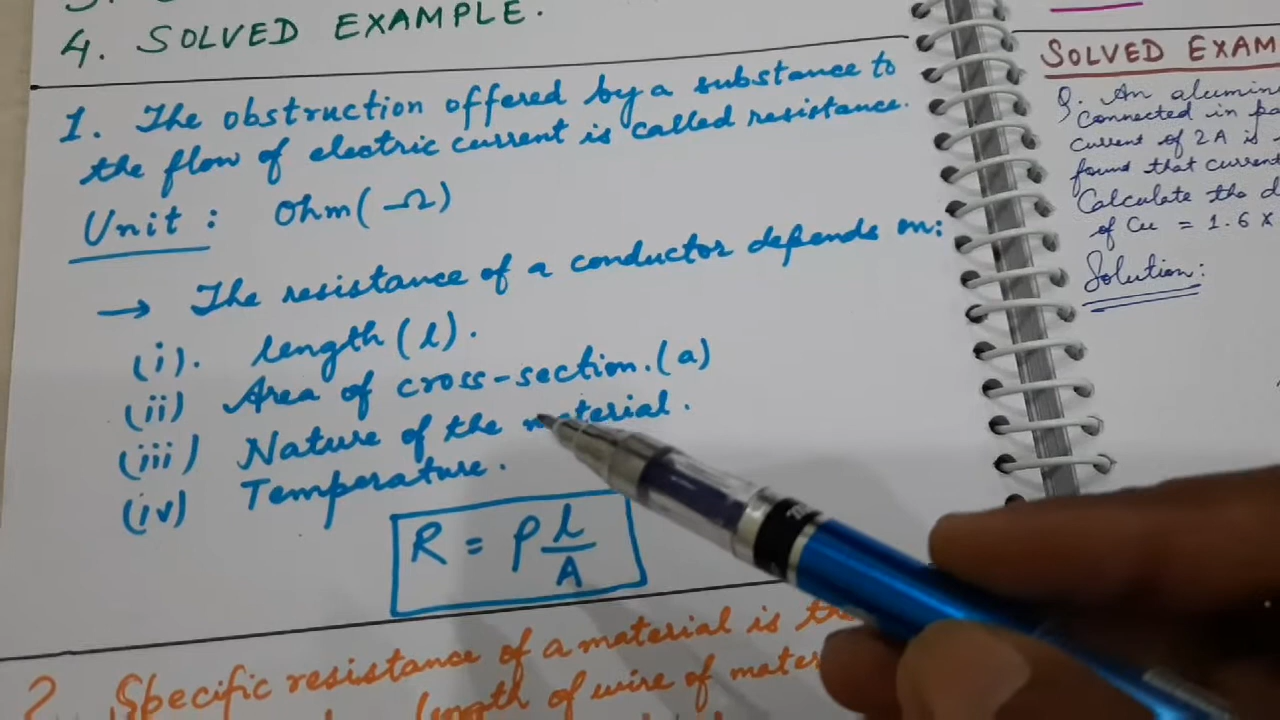 4. SOLVED EXAMPLE.
1. The obstruction offered by a substance to
the flow of electric current is called resistance.
Unit : Ohm (Ω)
→ The resistance of a conductor depends on:
(i). length (l).
(ii) Area of cross-section. (a)
(iii) Nature of the material.
(iv) Temperature.
R = ρ l/A
2. Specific resistance of a material is the
length of wire of
SOLVED EXAM
Q. An alumin
connected in pa
current of 2A is
found that current
Calculate the d
of Cu = 1.6 x
Solution: